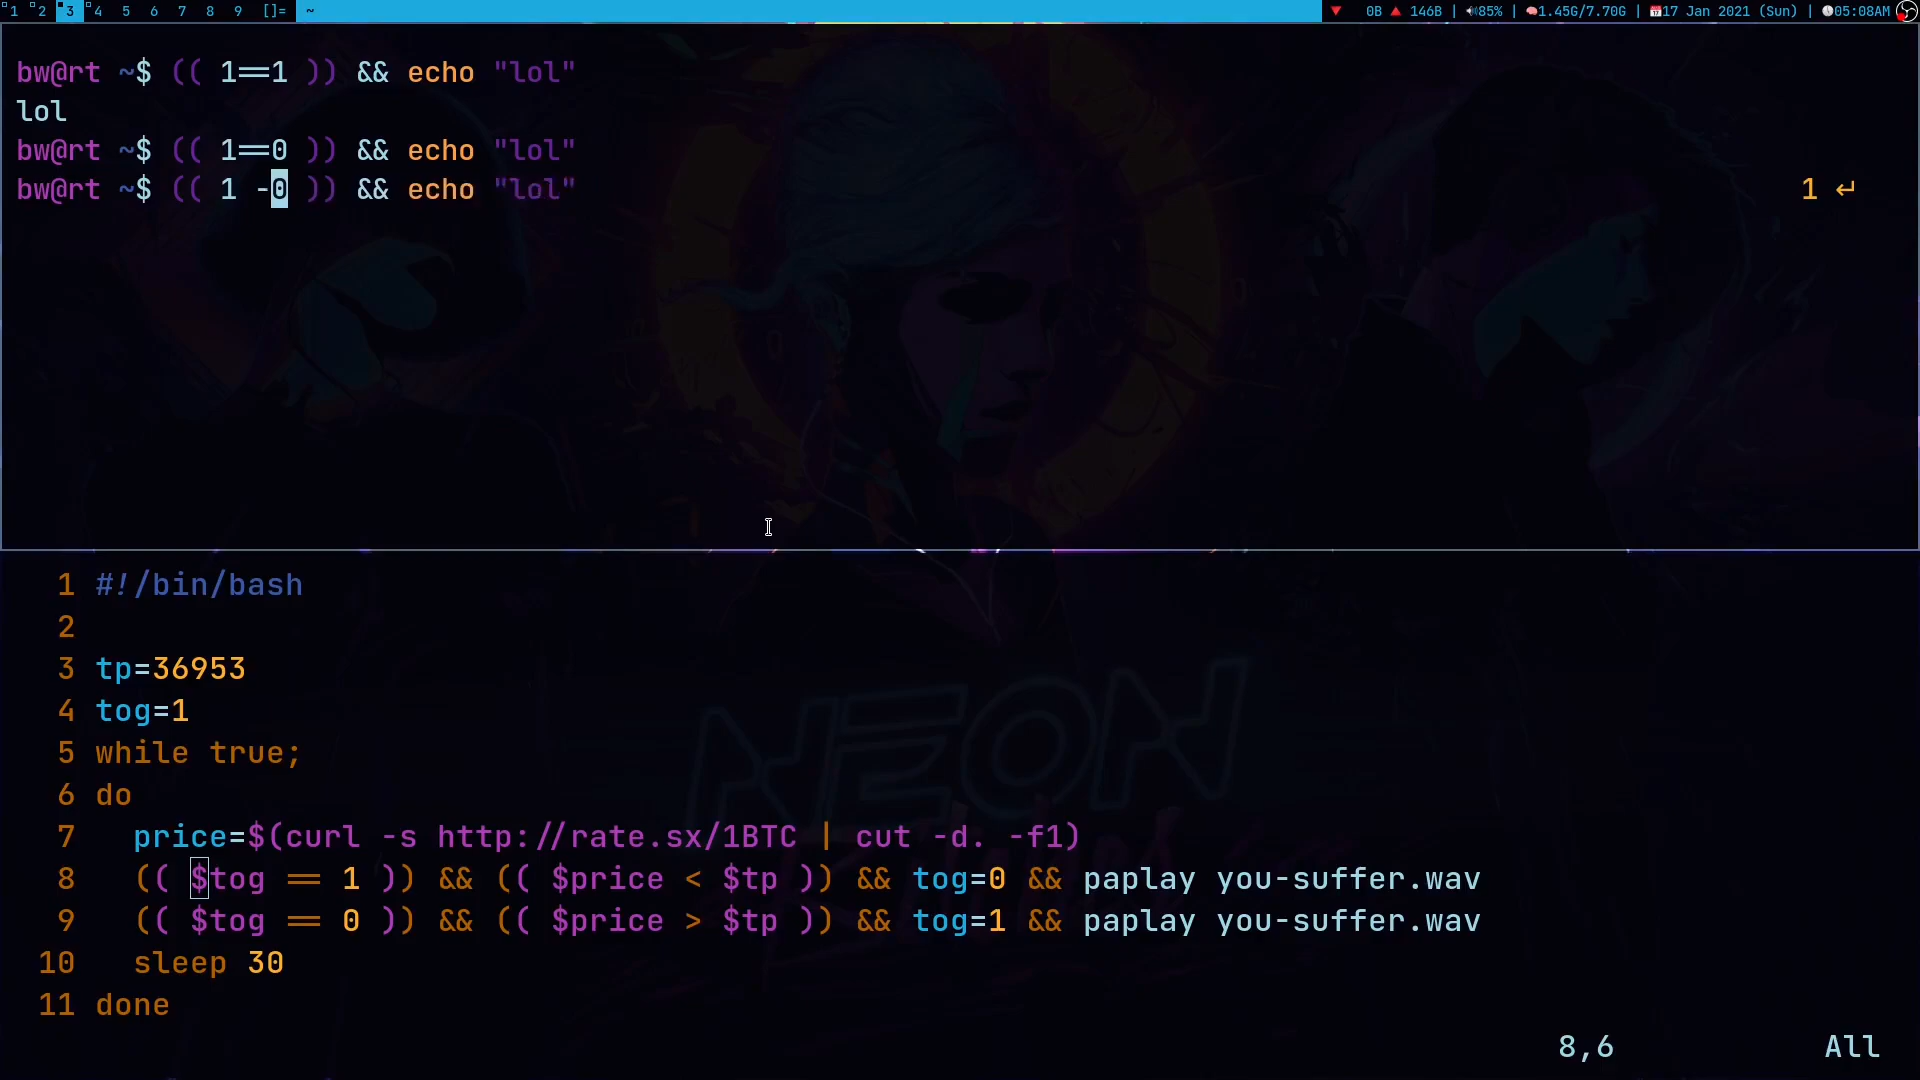 1 2 3 4 5 6 7 8 9 []= ~ 🔻 0B 🔺 146B | 🔊85% | 🧠1.45G/7.70G | 📅17 Jan 2021 (Sun) | 🕓05:08AM
bw@rt ~$ (( 1==1 )) && echo "lol"
lol
bw@rt ~$ (( 1==0 )) && echo "lol"
bw@rt ~$ (( 1 -0 )) && echo "lol" 1 ↵
1 #!/bin/bash
2
3 tp=36953
4 tog=1
5 while true;
6 do
7   price=$(curl -s http://rate.sx/1BTC | cut -d. -f1)
8   (( $tog == 1 )) && (( $price < $tp )) && tog=0 && paplay you-suffer.wav
9   (( $tog == 0 )) && (( $price > $tp )) && tog=1 && paplay you-suffer.wav
10   sleep 30
11 done
NEON
8,6 All